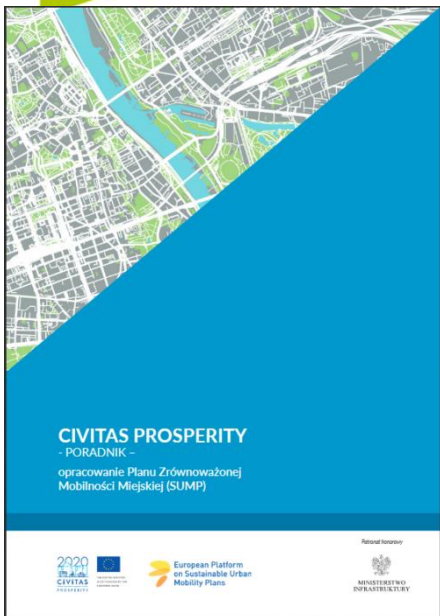 CIVITAS PROSPERITY
- PORADNIK –
opracowanie Planu Zrównoważonej
Mobilności Miejskiej (SUMP)
Patronat honorowy
2020
CIVITAS
PROSPERITY
European Platform
on Sustainable Urban
Mobility Plans
MINISTERSTWO
INFRASTRUKTURY